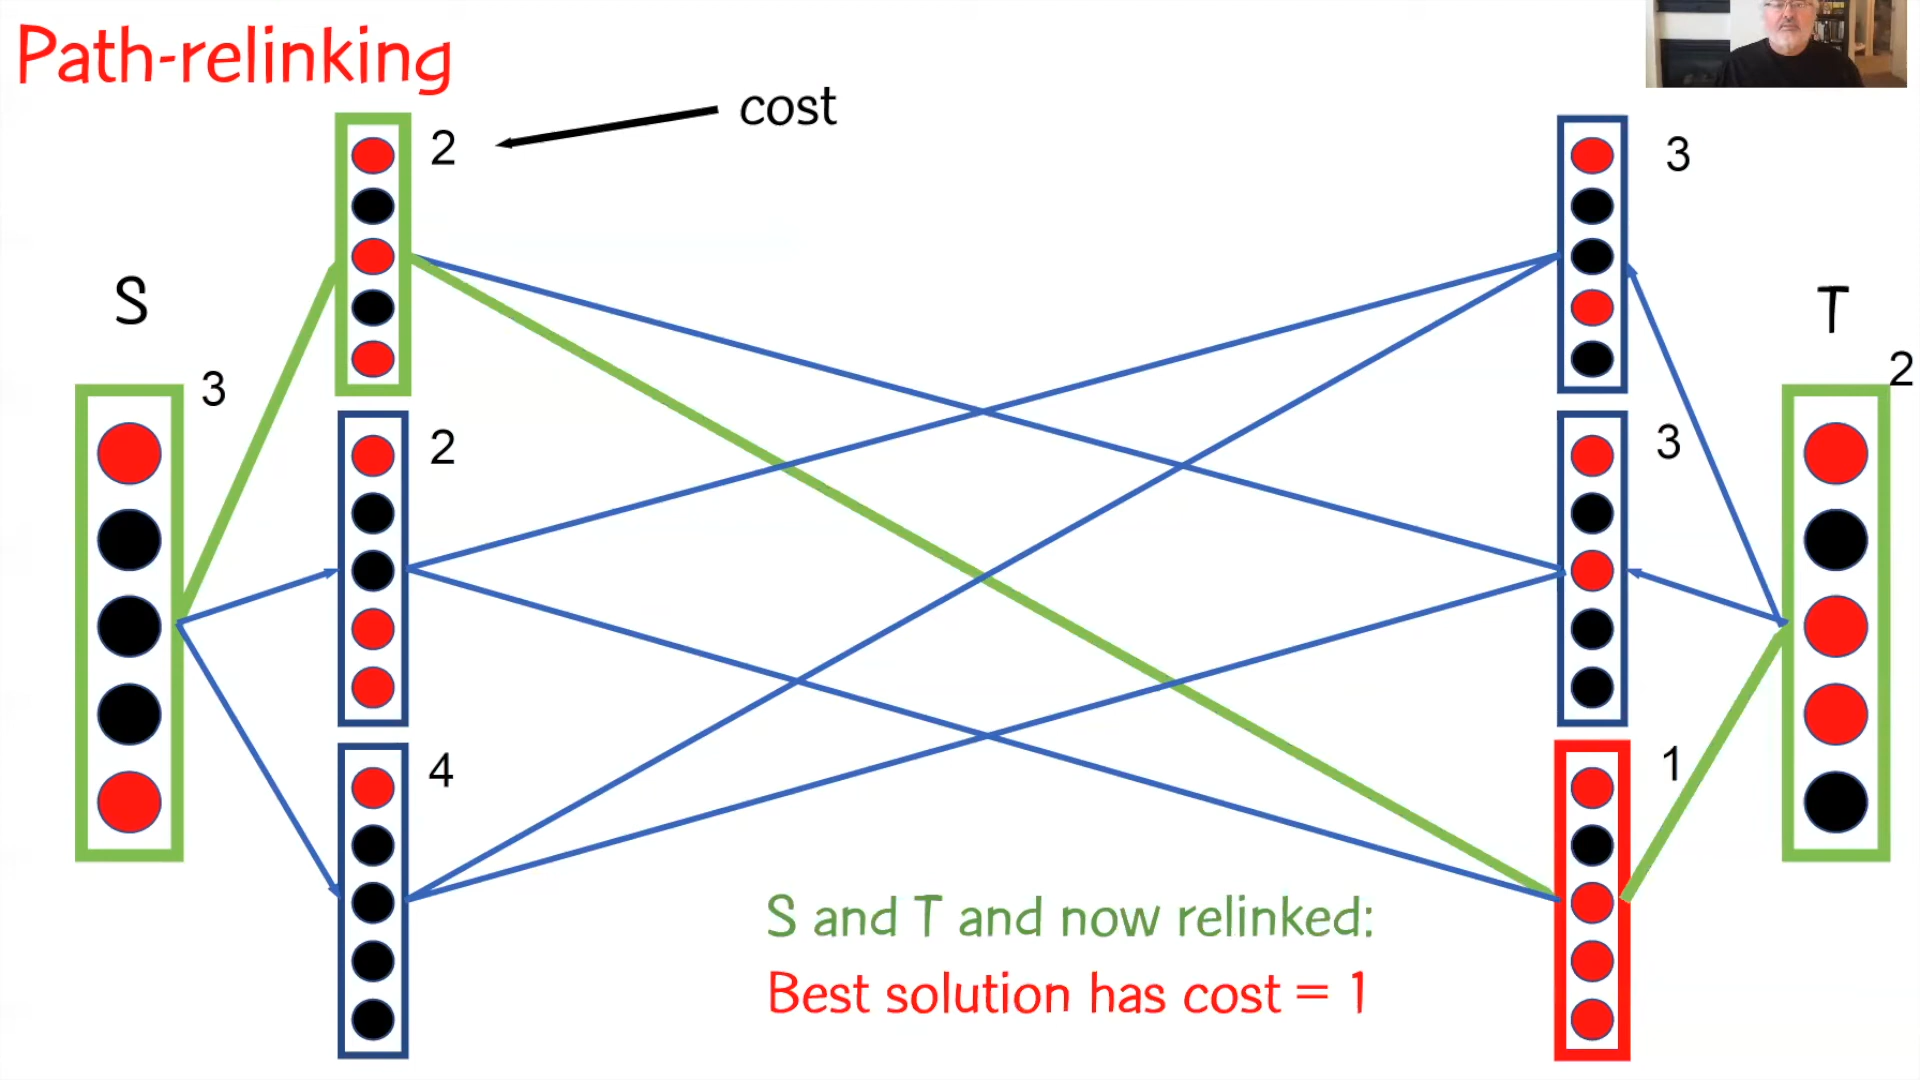 Path-relinking
cost
2
3
S
T
3
2
2
3
4
1
S and T and now relinked:
Best solution has cost = 1